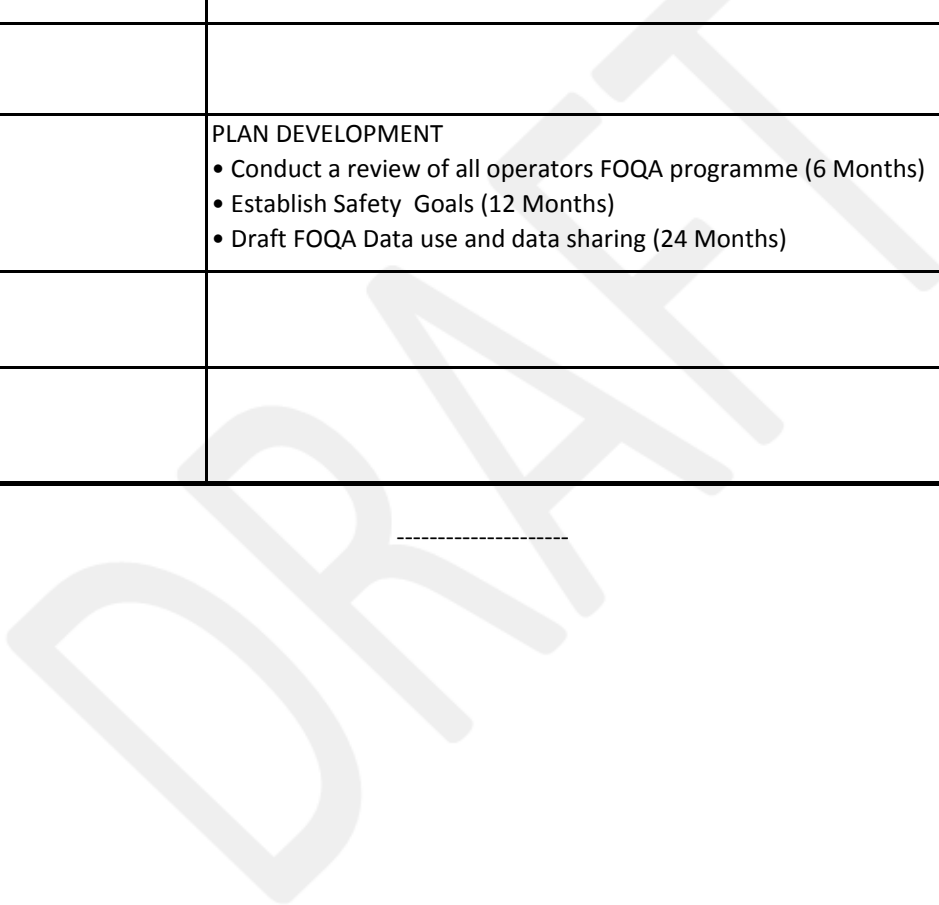 PLAN DEVELOPMENT
• Conduct a review of all operators FOQA programme (6 Months)
• Establish Safety  Goals (12 Months)
• Draft FOQA Data use and data sharing (24 Months)
---------------------
DRAFT